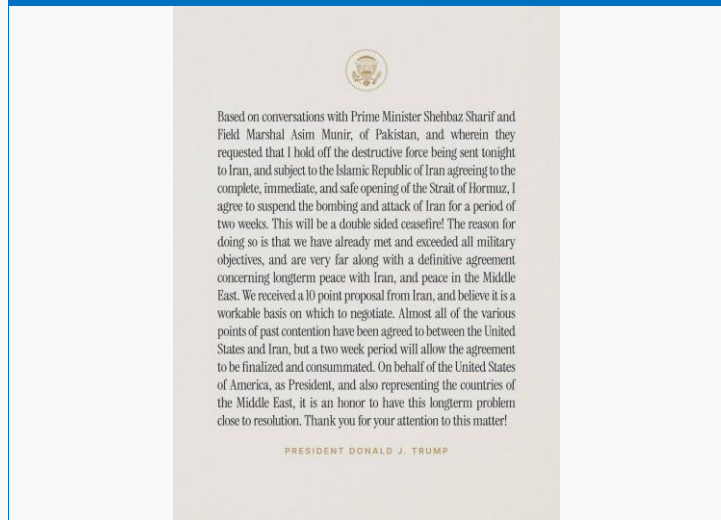 Based on conversations with Prime Minister Shehbaz Sharif and
Field Marshal Asim Munir, of Pakistan, and wherein they
requested that I hold off the destructive force being sent tonight
to Iran, and subject to the Islamic Republic of Iran agreeing to the
complete, immediate, and safe opening of the Strait of Hormuz, I
agree to suspend the bombing and attack of Iran for a period of
two weeks. This will be a double sided ceasefire! The reason for
doing so is that we have already met and exceeded all military
objectives, and are very far along with a definitive agreement
concerning longterm peace with Iran, and peace in the Middle
East. We received a 10 point proposal from Iran, and believe it is a
workable basis on which to negotiate. Almost all of the various
points of past contention have been agreed to between the United
States and Iran, but a two week period will allow the agreement
to be finalized and consummated. On behalf of the United States
of America, as President, and also representing the countries of
the Middle East, it is an honor to have this longterm problem
close to resolution. Thank you for your attention to this matter!
PRESIDENT DONALD J. TRUMP